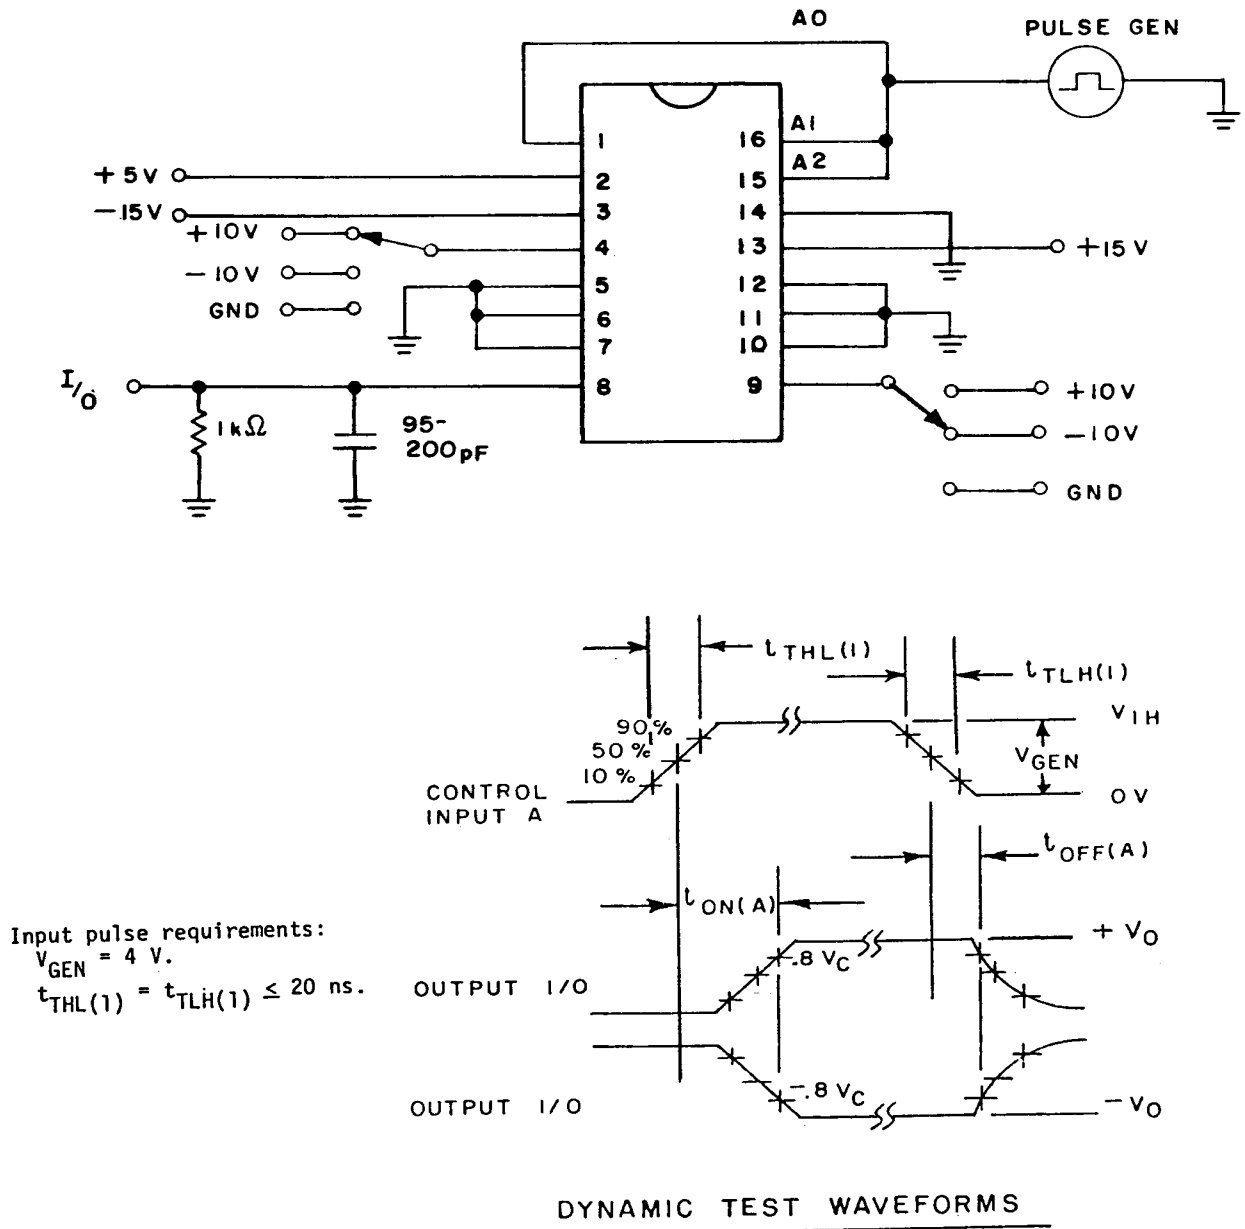 A0
PULSE GEN
1
16
A1
A2
+5V
2
15
-15V
3
14
+10V
4
13
+15V
-10V
5
12
GND
6
11
7
10
I/O
8
9
+10V
1kΩ
95-
200pF
-10V
GND
tTHL(1)
tTLH(1)
90%
50%
10%
VIH
VGEN
0V
CONTROL
INPUT A
tOFF(A)
tON(A)
Input pulse requirements:
VGEN = 4 V.
tTHL(1) = tTLH(1) ≤ 20 ns.
+VO
.8 VC
OUTPUT I/O
-.8 VC
OUTPUT I/O
-VO
DYNAMIC TEST WAVEFORMS